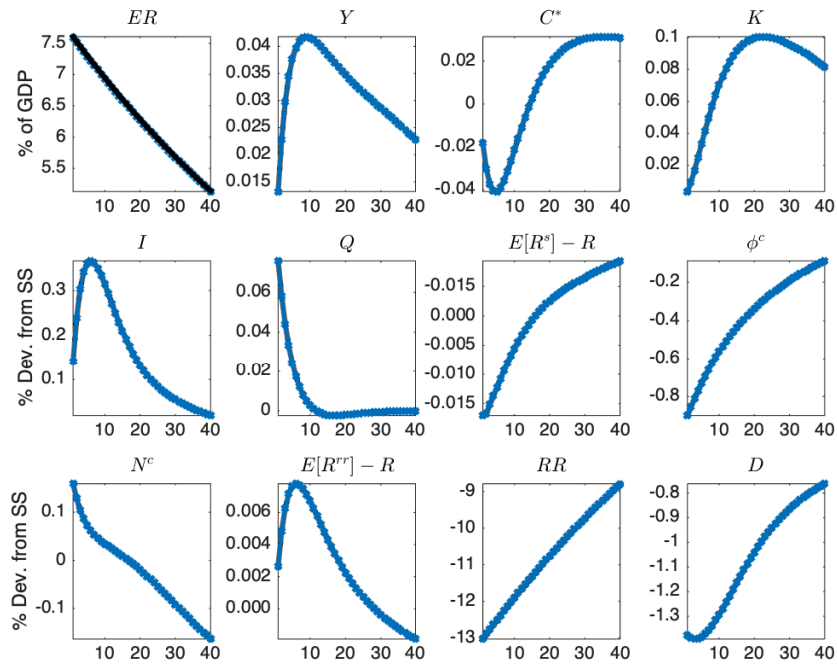 ER
7.5
7
6.5
6
5.5
10 20 30 40
% of GDP
Y
0.04
0.035
0.03
0.025
0.02
0.015
10 20 30 40
C*
0.02
0
-0.02
-0.04
10 20 30 40
K
0.1
0.08
0.06
0.04
0.02
10 20 30 40
I
0.3
0.2
0.1
10 20 30 40
% Dev. from SS
Q
0.06
0.04
0.02
0
10 20 30 40
E[R^s] − R
-0.015
0.000
-0.005
-0.010
-0.015
10 20 30 40
ϕ^c
-0.2
-0.4
-0.6
-0.8
10 20 30 40
N^c
0.1
0
-0.1
10 20 30 40
% Dev. from SS
E[R^rr] − R
0.006
0.004
0.002
0.000
10 20 30 40
RR
-9
-10
-11
-12
-13
10 20 30 40
D
-0.8
-0.9
-1
-1.1
-1.2
-1.3
10 20 30 40